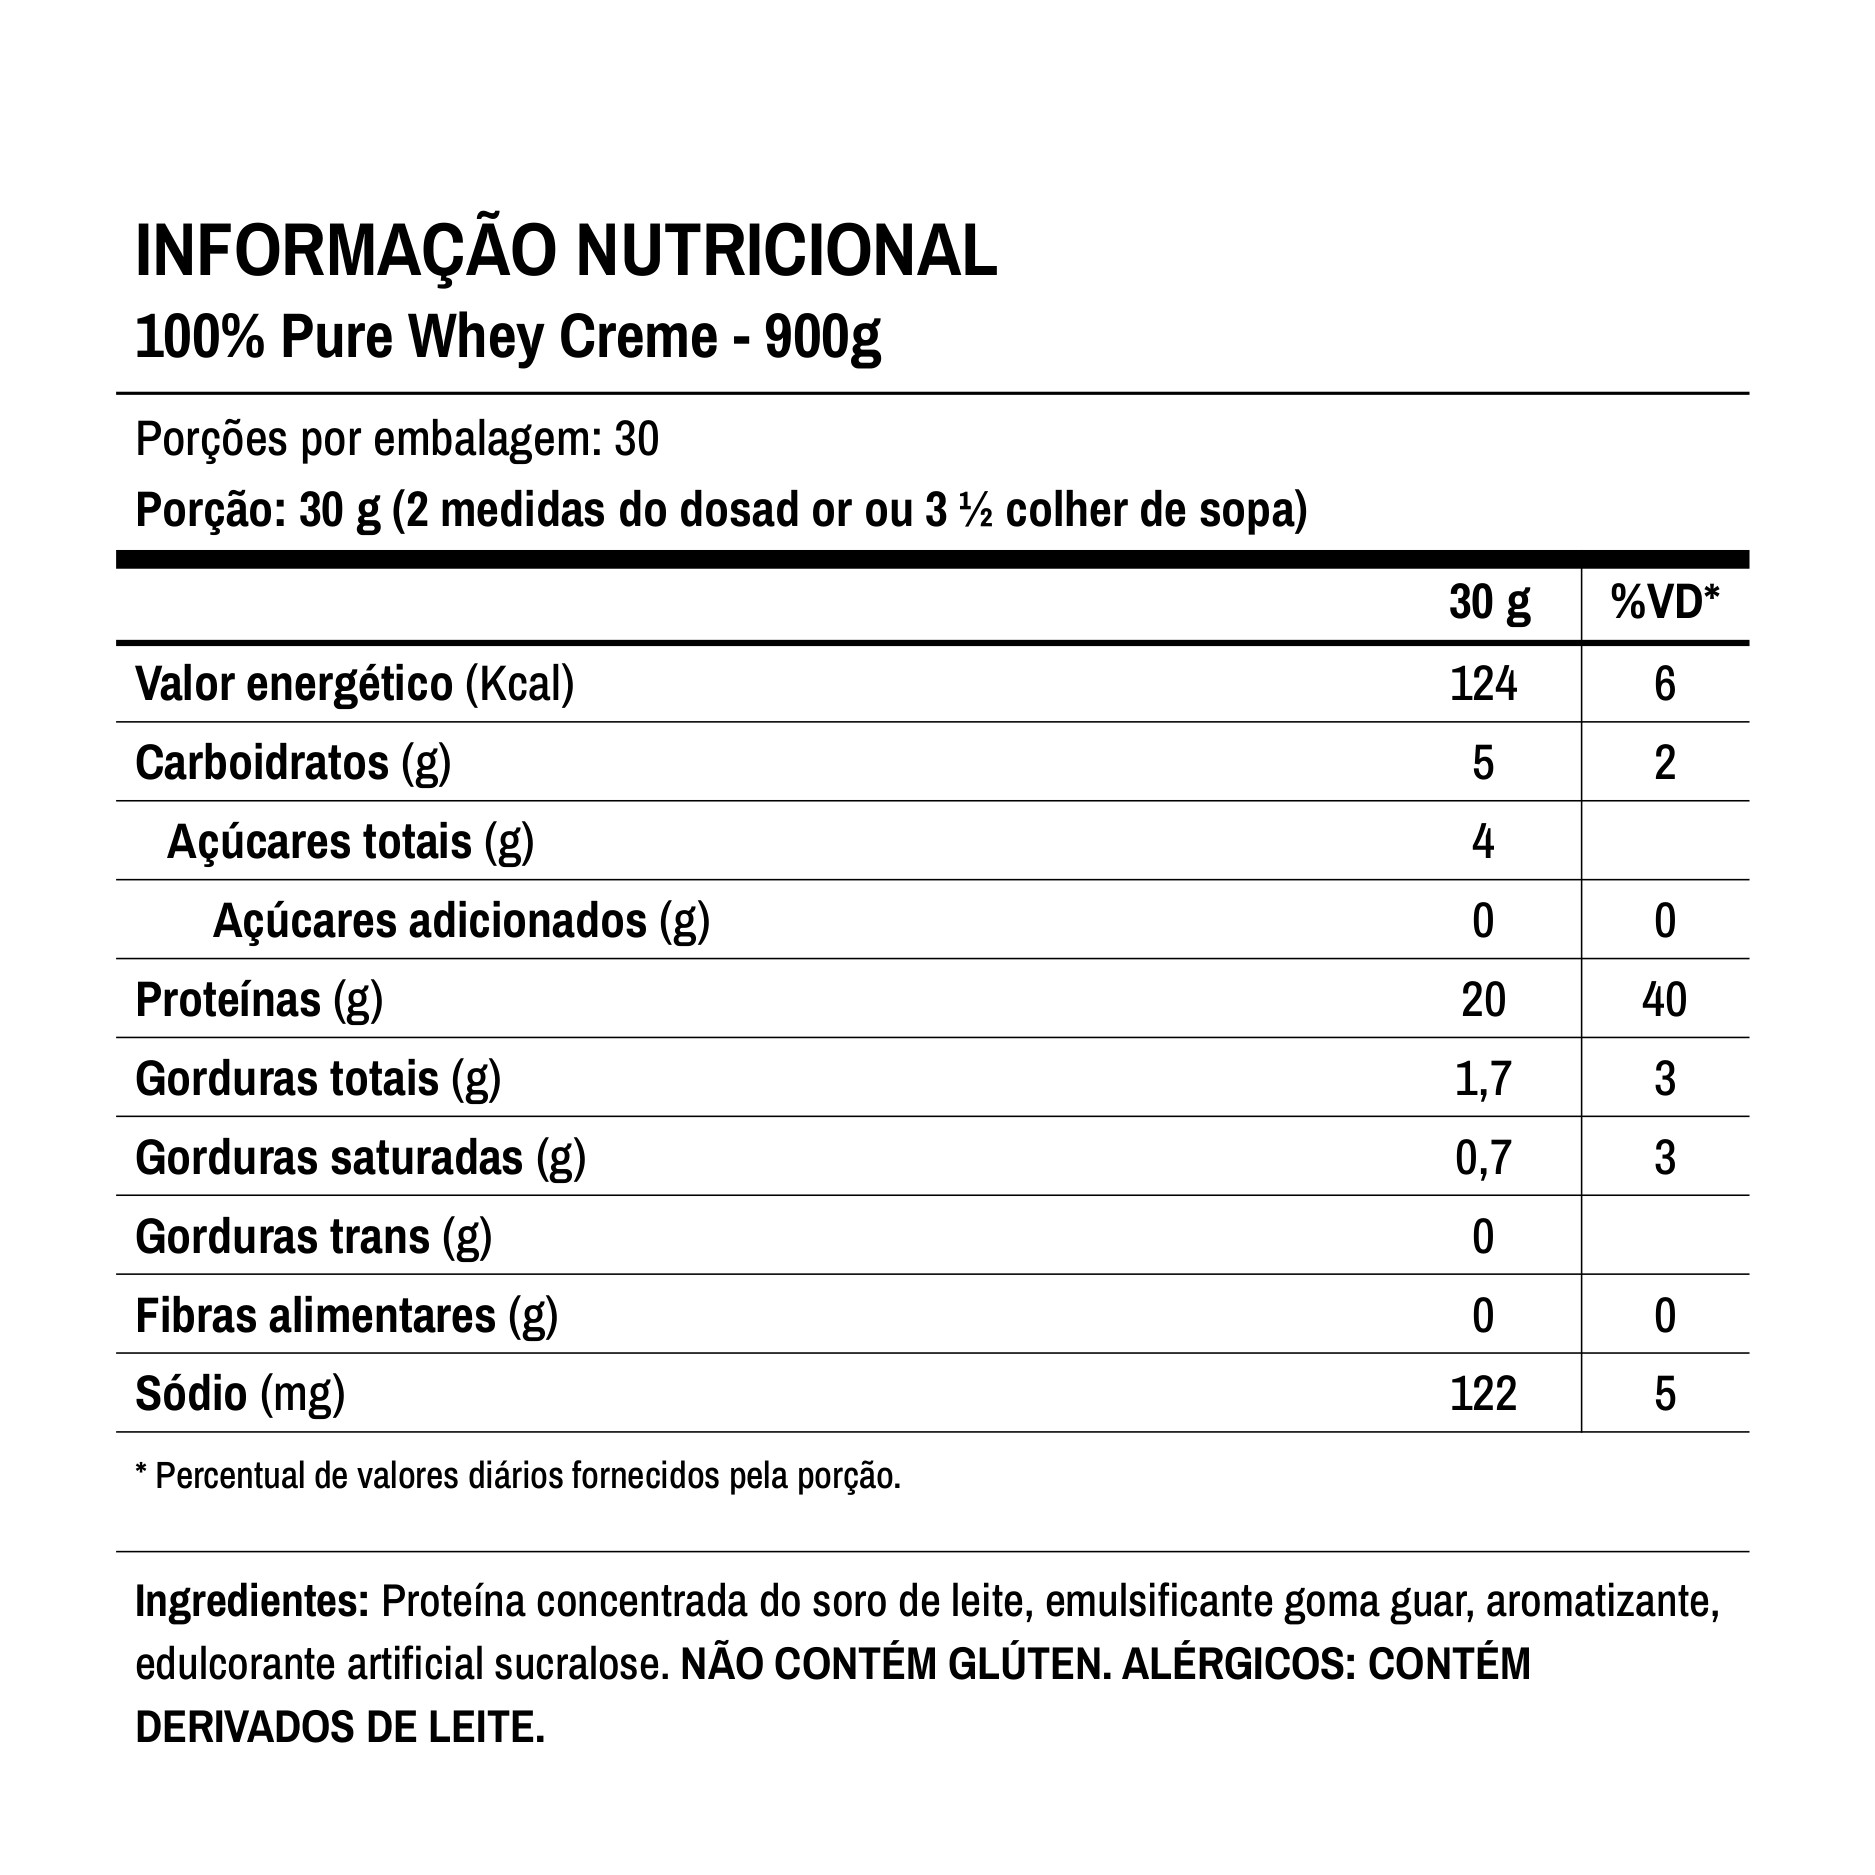 INFORMAÇÃO NUTRICIONAL
100% Pure Whey Creme - 900g
Porções por embalagem: 30
Porção: 30 g (2 medidas do dosad or ou 3 ½ colher de sopa)
30 g %VD*
Valor energético (Kcal) 124 6
Carboidratos (g) 5 2
Açúcares totais (g) 4
Açúcares adicionados (g) 0 0
Proteínas (g) 20 40
Gorduras totais (g) 1,7 3
Gorduras saturadas (g) 0,7 3
Gorduras trans (g) 0
Fibras alimentares (g) 0 0
Sódio (mg) 122 5
* Percentual de valores diários fornecidos pela porção.
Ingredientes: Proteína concentrada do soro de leite, emulsificante goma guar, aromatizante,
edulcorante artificial sucralose. NÃO CONTÉM GLÚTEN. ALÉRGICOS: CONTÉM
DERIVADOS DE LEITE.